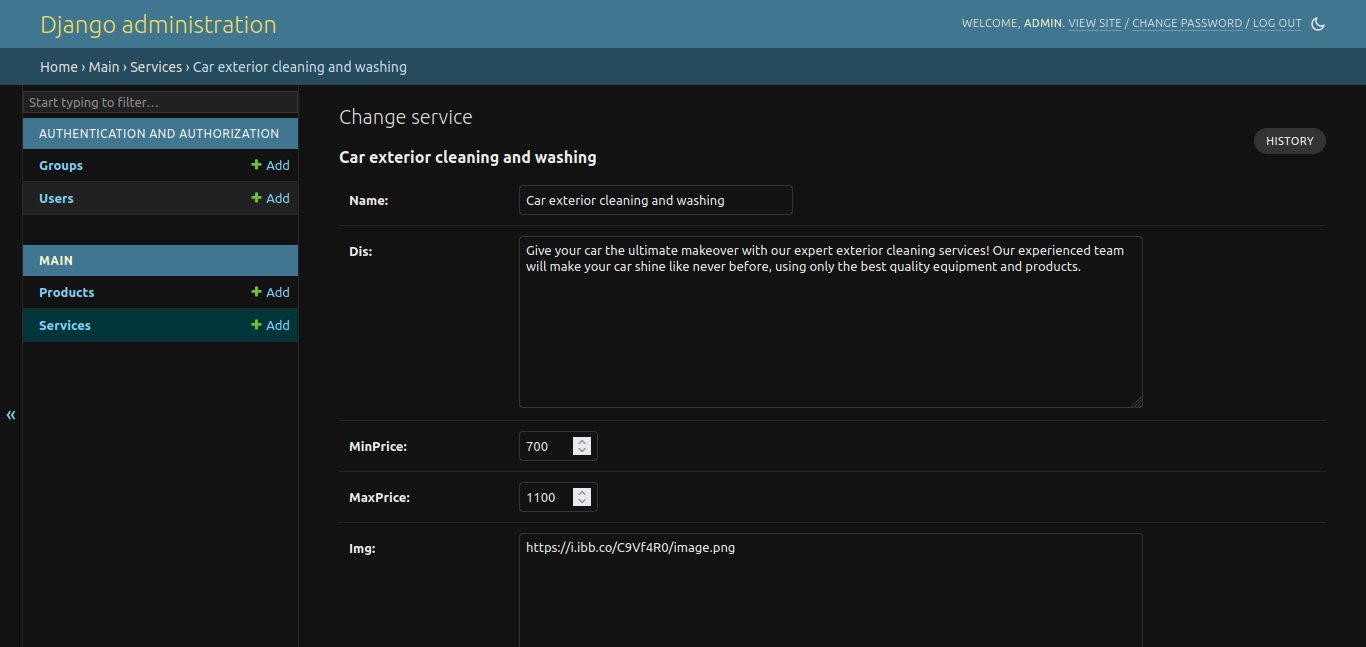 Django administration
WELCOME, ADMIN. VIEW SITE / CHANGE PASSWORD / LOG OUT
Home › Main › Services › Car exterior cleaning and washing
Start typing to filter…
AUTHENTICATION AND AUTHORIZATION
Groups + Add
Users + Add
MAIN
Products + Add
Services + Add
«
Change service
HISTORY
Car exterior cleaning and washing
Name: Car exterior cleaning and washing
Dis: Give your car the ultimate makeover with our expert exterior cleaning services! Our experienced team
will make your car shine like never before, using only the best quality equipment and products.
MinPrice: 700
MaxPrice: 1100
Img: https://i.ibb.co/C9Vf4R0/image.png